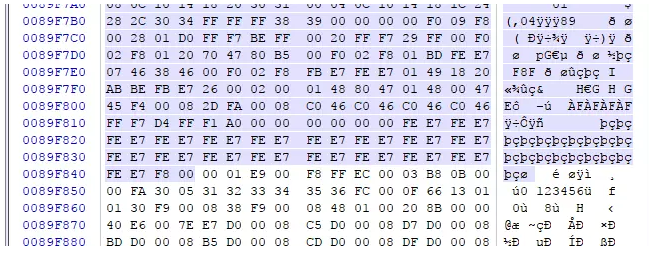 0089F7B0 28 2C 30 34 FF FF FF 38 39 00 00 00 00 F0 09 F8 (,04ÿÿÿ89 ð ø
0089F7C0 00 28 01 D0 FF F7 BE FF 00 20 FF F7 29 FF 00 F0 ( Ðÿ÷¾ÿ ÿ÷)ÿ ð
0089F7D0 02 F8 01 20 70 47 80 B5 00 F0 02 F8 01 BD FE E7 ø pG€µ ð ø ½þç
0089F7E0 07 46 38 46 00 F0 02 F8 FB E7 FE E7 01 49 18 20 F8F ð øûçþç I
0089F7F0 AB BE FB E7 26 00 02 00 01 48 80 47 01 48 00 47 «¾ûç& H€G H G
0089F800 45 F4 00 08 2D FA 00 08 C0 46 C0 46 C0 46 C0 46 Eô -ú ÀFÀFÀFÀF
0089F810 FF F7 D4 FF F1 A0 00 00 00 00 00 00 FE E7 FE E7 ÿ÷Ôÿñ þçþç
0089F820 FE E7 FE E7 FE E7 FE E7 FE E7 FE E7 FE E7 FE E7 þçþçþçþçþçþçþçþç
0089F830 FE E7 FE E7 FE E7 FE E7 FE E7 FE E7 FE E7 FE E7 þçþçþçþçþçþçþçþç
0089F840 FE E7 F8 00 00 01 E9 00 F8 FF EC 00 03 B8 0B 00 þçø é øÿì ¸
0089F850 00 FA 30 05 31 32 33 34 35 36 FC 00 0F 66 13 01 ú0 123456ü f
0089F860 01 30 F9 00 08 38 F9 00 08 48 01 00 20 8B 00 00 0ù 8ù H ‹
0089F870 40 E6 00 7E E7 D0 00 08 C5 D0 00 08 D7 D0 00 08 @æ ~çÐ ÅÐ ×Ð
0089F880 BD D0 00 08 B5 D0 00 08 CD D0 00 08 DF D0 00 08 ½Ð µÐ ÍÐ ßÐ